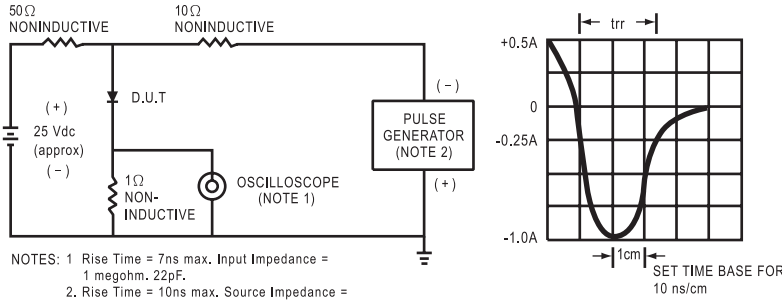 50Ω
NONINDUCTIVE
10Ω
NONINDUCTIVE
D.U.T
(+)
25 Vdc
(approx)
(−)
1Ω
NON-
INDUCTIVE
OSCILLOSCOPE
(NOTE 1)
(−)
PULSE
GENERATOR
(NOTE 2)
(+)
trr
+0.5A
0
-0.25A
-1.0A
1cm
SET TIME BASE FOR
10 ns/cm
NOTES: 1 Rise Time = 7ns max. Input Impedance =
1 megohm. 22pF.
2. Rise Time = 10ns max. Source Impedance =